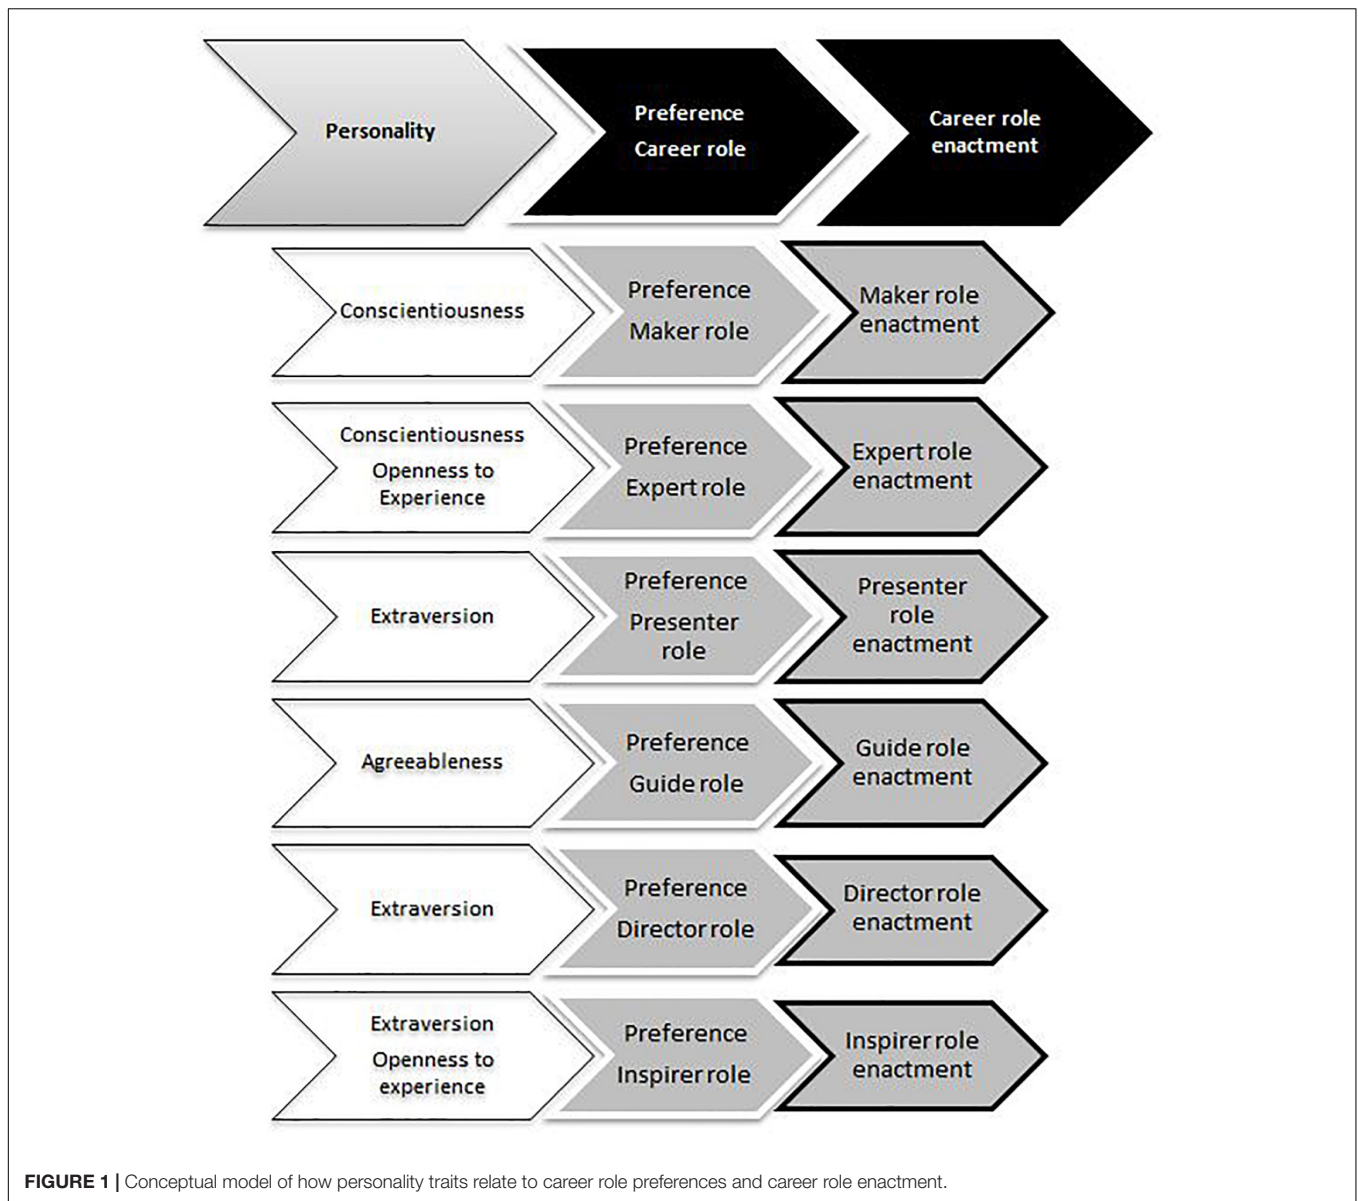 Personality
Preference
Career role
Career role
enactment
Conscientiousness
Preference
Maker role
Maker role
enactment
Conscientiousness
Openness to
Experience
Preference
Expert role
Expert role
enactment
Extraversion
Preference
Presenter
role
Presenter
role
enactment
Agreeableness
Preference
Guide role
Guide role
enactment
Extraversion
Preference
Director role
Director role
enactment
Extraversion
Openness to
experience
Preference
Inspirer role
Inspirer role
enactment
FIGURE 1 | Conceptual model of how personality traits relate to career role preferences and career role enactment.